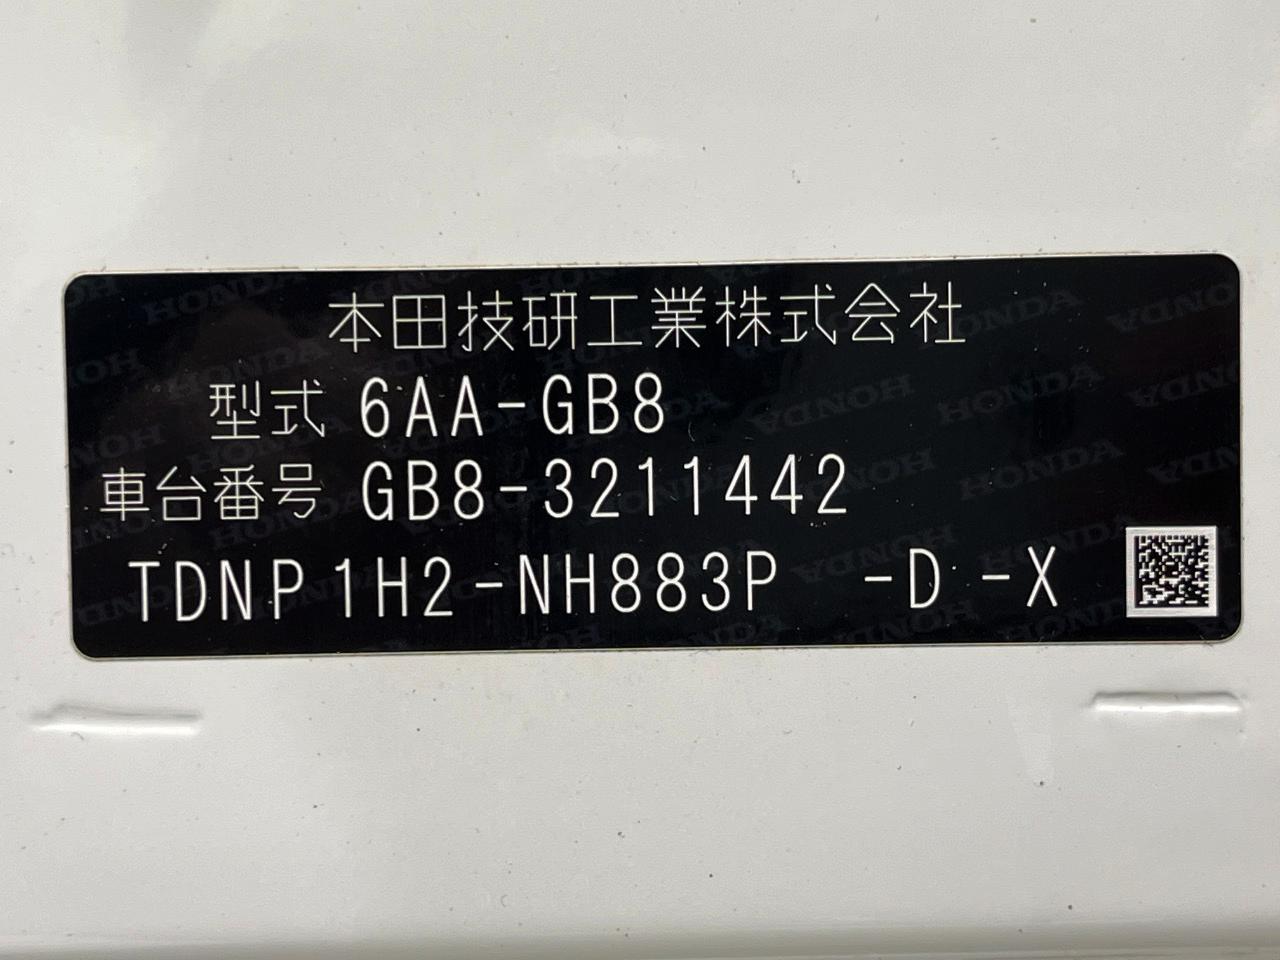 本田技研工業株式会社
型式 6AA-GB8
車台番号 GB8-3211442
TDNP1H2-NH883P -D -X